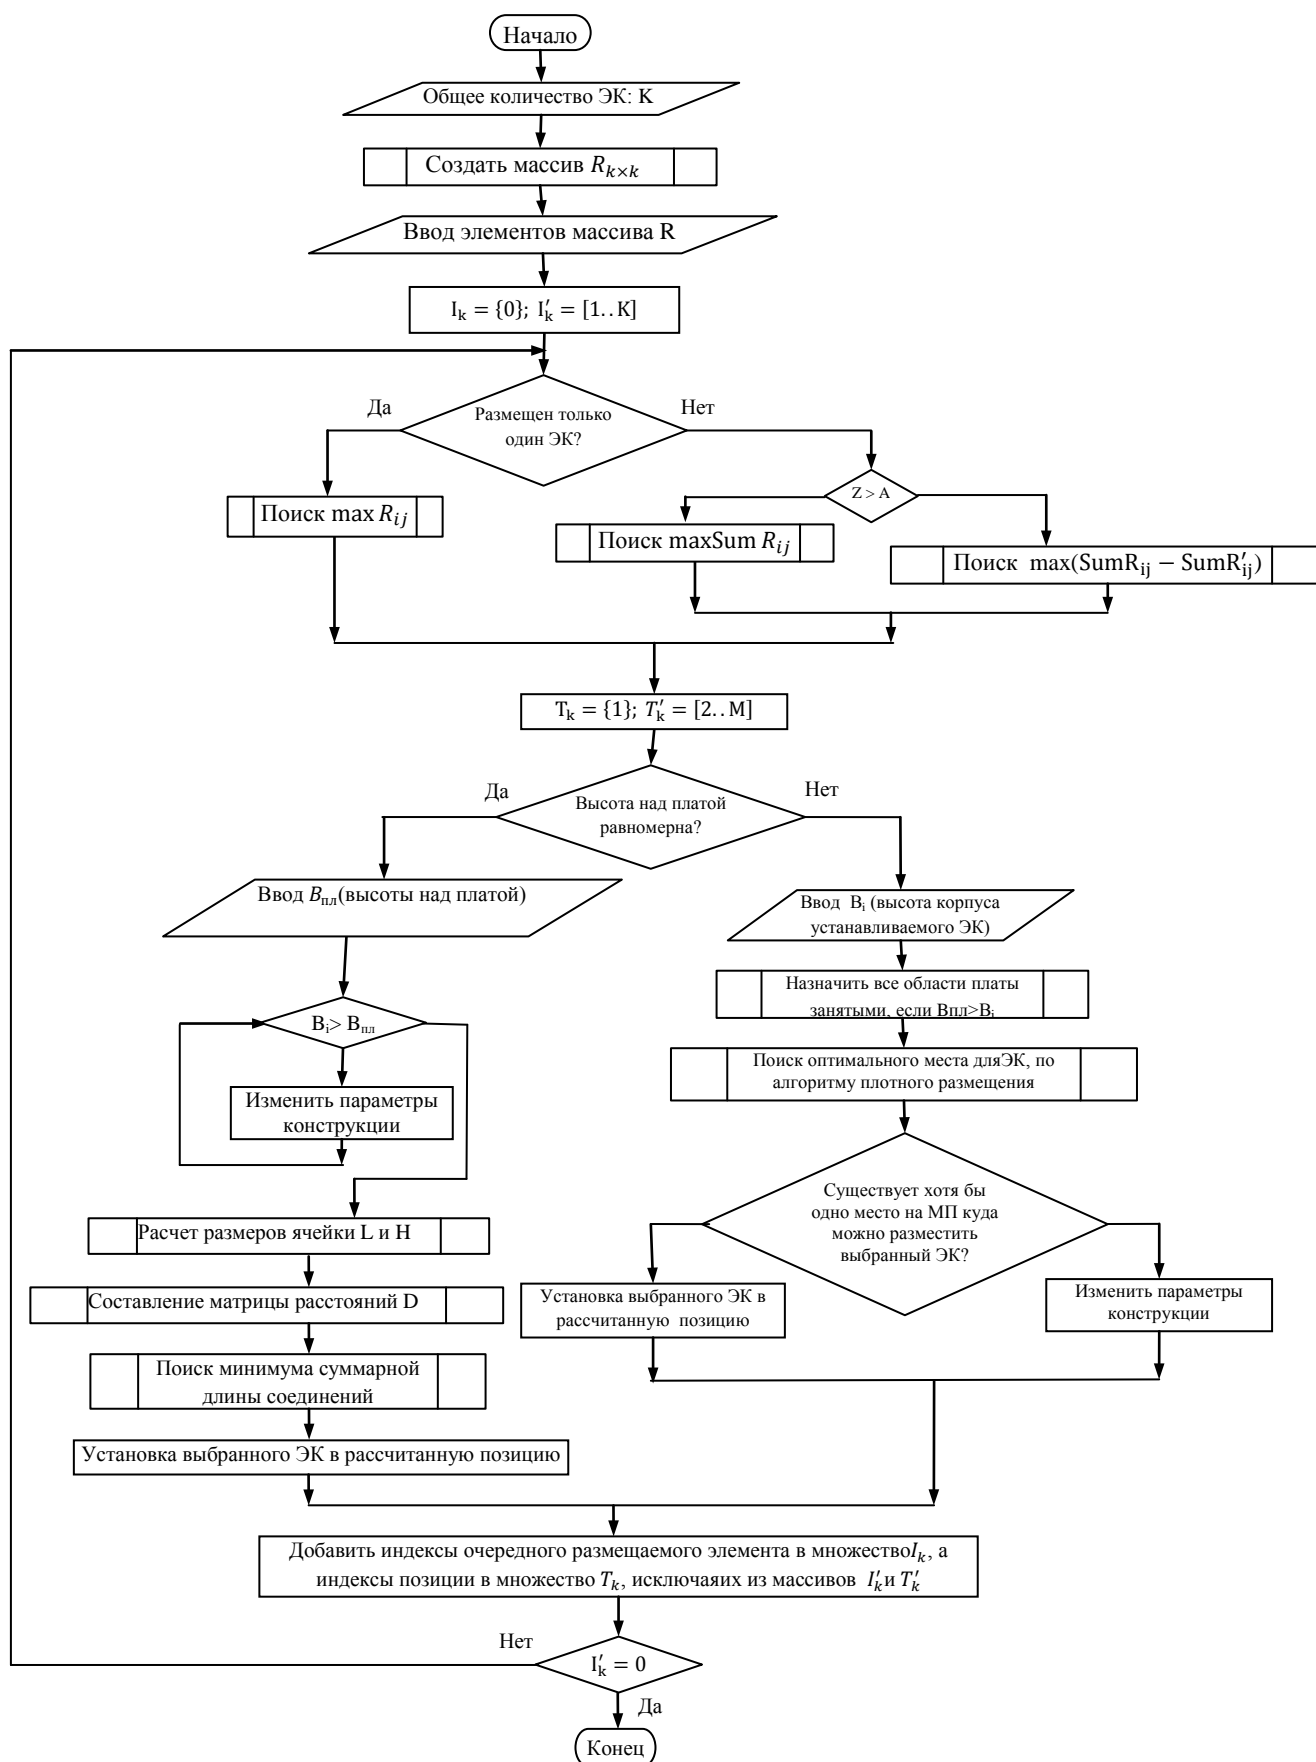 Начало
Общее количество ЭК: K
Создать массив R_{k×k}
Ввод элементов массива R
I_k = {0}; I′_k = [1..K]
Да
Нет
Размещен только
один ЭК?
Z > A
Поиск max R_{ij}
Поиск maxSum R_{ij}
Поиск max(SumR_{ij} − SumR′_{ij})
T_k = {1}; T′_k = [2..M]
Да
Нет
Высота над платой
равномерна?
Ввод B_{пл}(высоты над платой)
Ввод B_i (высота корпуса
устанавливаемого ЭК)
Назначить все области платы
занятыми, если Впл>B_i
B_i> B_{пл}
Поиск оптимального места дляЭК, по
алгоритму плотного размещения
Изменить параметры
конструкции
Существует хотя бы
одно место на МП куда
можно разместить
выбранный ЭК?
Расчет размеров ячейки L и H
Составление матрицы расстояний D
Установка выбранного ЭК в
рассчитанную позицию
Изменить параметры
конструкции
Поиск минимума суммарной
длины соединений
Установка выбранного ЭК в рассчитанную позицию
Добавить индексы очередного размещаемого элемента в множествоI_k, а
индексы позиции в множество T_k, исключаяих из массивов I′_kи T′_k
Нет
I′_k = 0
Да
Конец